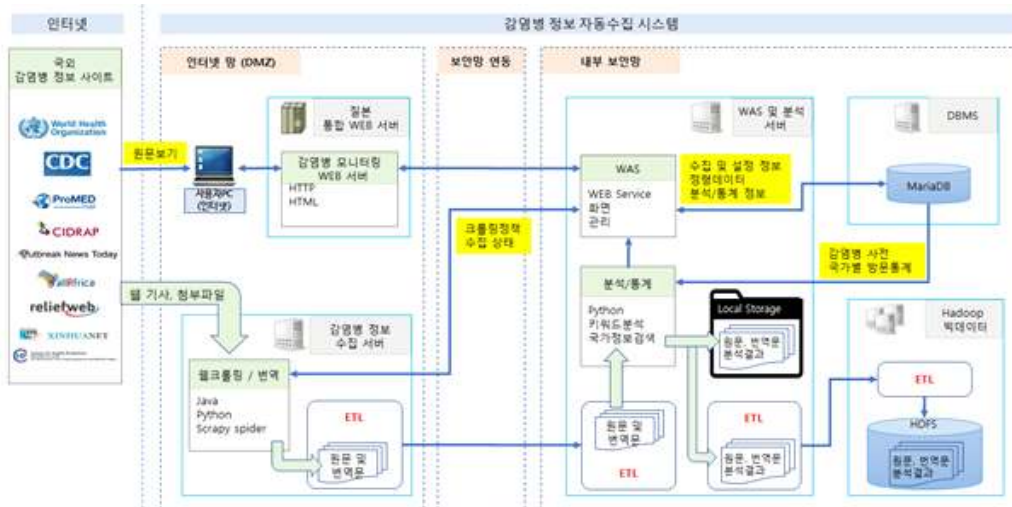 인터넷
감염병 정보 자동수집 시스템
국외
감염병 정보 사이트
World Health
Organization
CDC
ProMED
CIDRAP
Outbreak News Today
allAfrica
reliefweb
XINHUANET
원문보기
웹 기사, 첨부파일
인터넷 망 (DMZ)
보안망 연동
내부 보안망
질본
통합 WEB 서버
사용자PC
(인터넷)
감염병 모니터링
WEB 서버
HTTP
HTML
크롤링정책
수집 상태
감염병 정보
수집 서버
웹크롤링 / 번역
Java
Python
Scrapy spider
ETL
원문 및
번역문
WAS 및 분석
서버
WAS
WEB Service
화면
관리
수집 및 설정 정보
정형데이터
분석/통계 정보
DBMS
MariaDB
감염병 사전
국가별 방문통계
분석/통계
Python
키워드분석
국가정보검색
Local Storage
원문, 번역문
분석결과
원문 및
번역문
ETL
ETL
원문, 번역문
분석결과
Hadoop
빅데이터
ETL
HDFS
원문, 번역문
분석결과